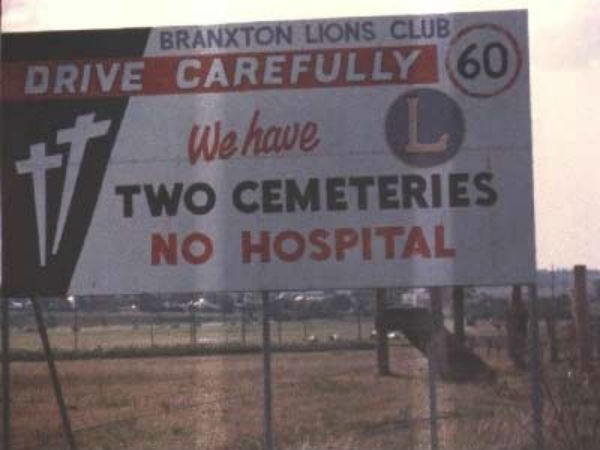 BRANXTON LIONS CLUB
DRIVE CAREFULLY 60
We have L
TWO CEMETERIES
NO HOSPITAL